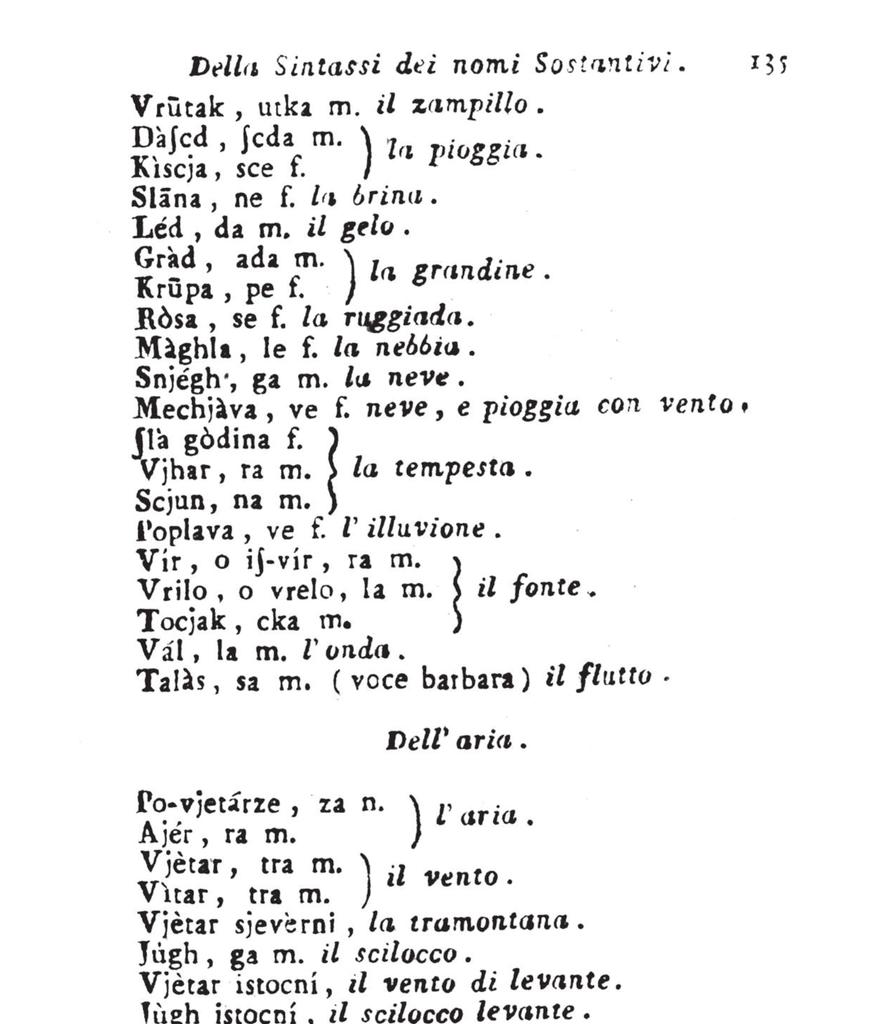 Della Sintassi dei nomi Sostantivi. 135
Vrūtak, utka m. il zampillo.
Dàſcd, ſcda m.
Kìscja, sce f. } la pioggia.
Slāna, ne f. la brina.
Léd, da m. il gelo.
Gràd, ada m.
Krūpa, pe f. } la grandine.
Ròsa, se f. la ruggiada.
Màghla, le f. la nebbia.
Snjégh, ga m. la neve.
Mechjàva, ve f. neve, e pioggia con vento.
ſlà gòdina f.
Vjhar, ra m. } la tempesta.
Scjun, na m.
Poplava, ve f. l'illuvione.
Vír, o iſ-vír, ra m.
Vrilo, o vrelo, la m. } il fonte.
Tocjak, cka m.
Vál, la m. l'onda.
Talàs, sa m. (voce barbara) il flutto.
Dell'aria.
Po-vjetárze, za n.
Ajér, ra m. } l'aria.
Vjètar, tra m.
Vìtar, tra m. } il vento.
Vjètar sjevèrni, la tramontana.
Jùgh, ga m. il scilocco.
Vjètar istocní, il vento di levante.
Jùgh istocní, il scilocco levante.